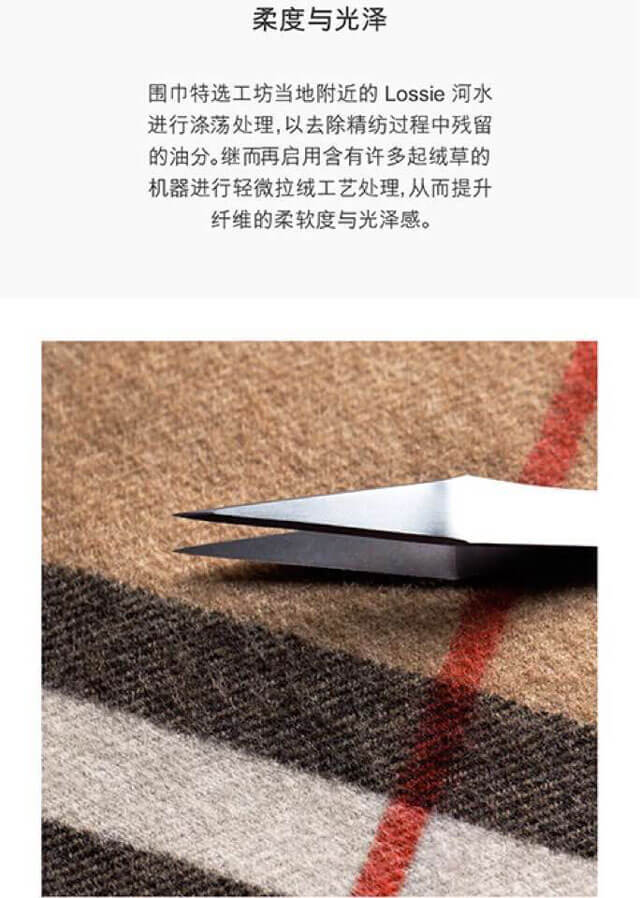 柔度与光泽
围巾特选工坊当地附近的 Lossie 河水
进行涤荡处理，以去除精纺过程中残留
的油分。继而再启用含有许多起绒草的
机器进行轻微拉绒工艺处理，从而提升
纤维的柔软度与光泽感。